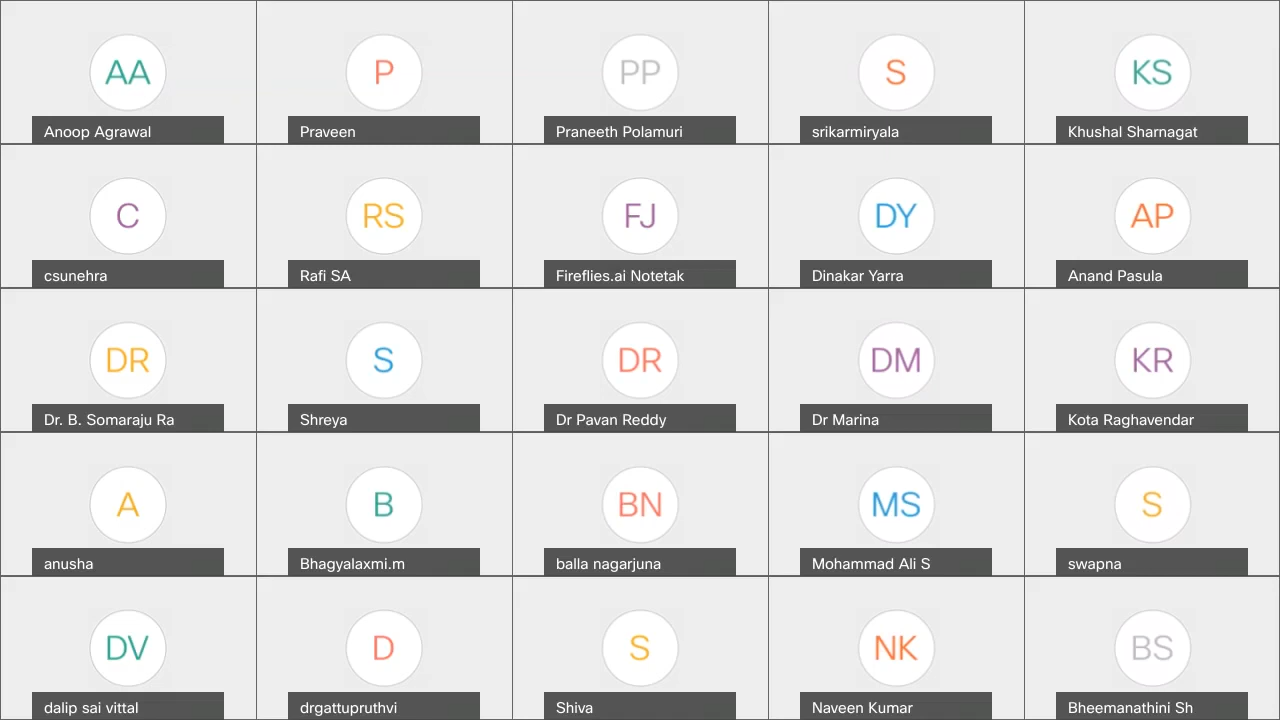 AA
Anoop Agrawal
P
Praveen
PP
Praneeth Polamuri
S
srikarmiryala
KS
Khushal Sharnagat
C
csunehra
RS
Rafi SA
FJ
Fireflies.ai Notetak
DY
Dinakar Yarra
AP
Anand Pasula
DR
Dr. B. Somaraju Ra
S
Shreya
DR
Dr Pavan Reddy
DM
Dr Marina
KR
Kota Raghavendar
A
anusha
B
Bhagyalaxmi.m
BN
balla nagarjuna
MS
Mohammad Ali S
S
swapna
DV
dalip sai vittal
D
drgattupruthvi
S
Shiva
NK
Naveen Kumar
BS
Bheemanathini Sh